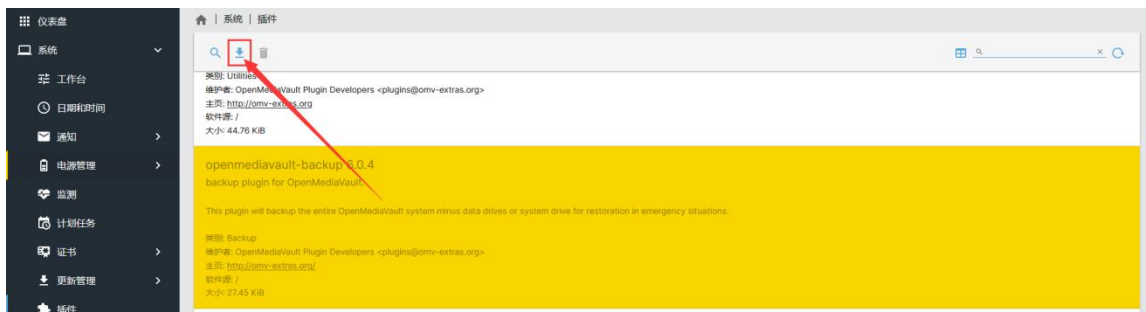 仪表盘
系统
工作台
日期和时间
通知
电源管理
监测
计划任务
证书
更新管理
插件
| 系统 | 插件
类别: Utilities
维护者: OpenMediaVault Plugin Developers <plugins@omv-extras.org>
主页: http://omv-extras.org
软件源: /
大小: 44.76 KiB
openmediavault-backup 6.0.4
backup plugin for OpenMediaVault.
This plugin will backup the entire OpenMediaVault system minus data drives or system drive for restoration in emergency situations.
类别: Backup
维护者: OpenMediaVault Plugin Developers <plugins@omv-extras.org>
主页: http://omv-extras.org/
软件源: /
大小: 27.45 KiB